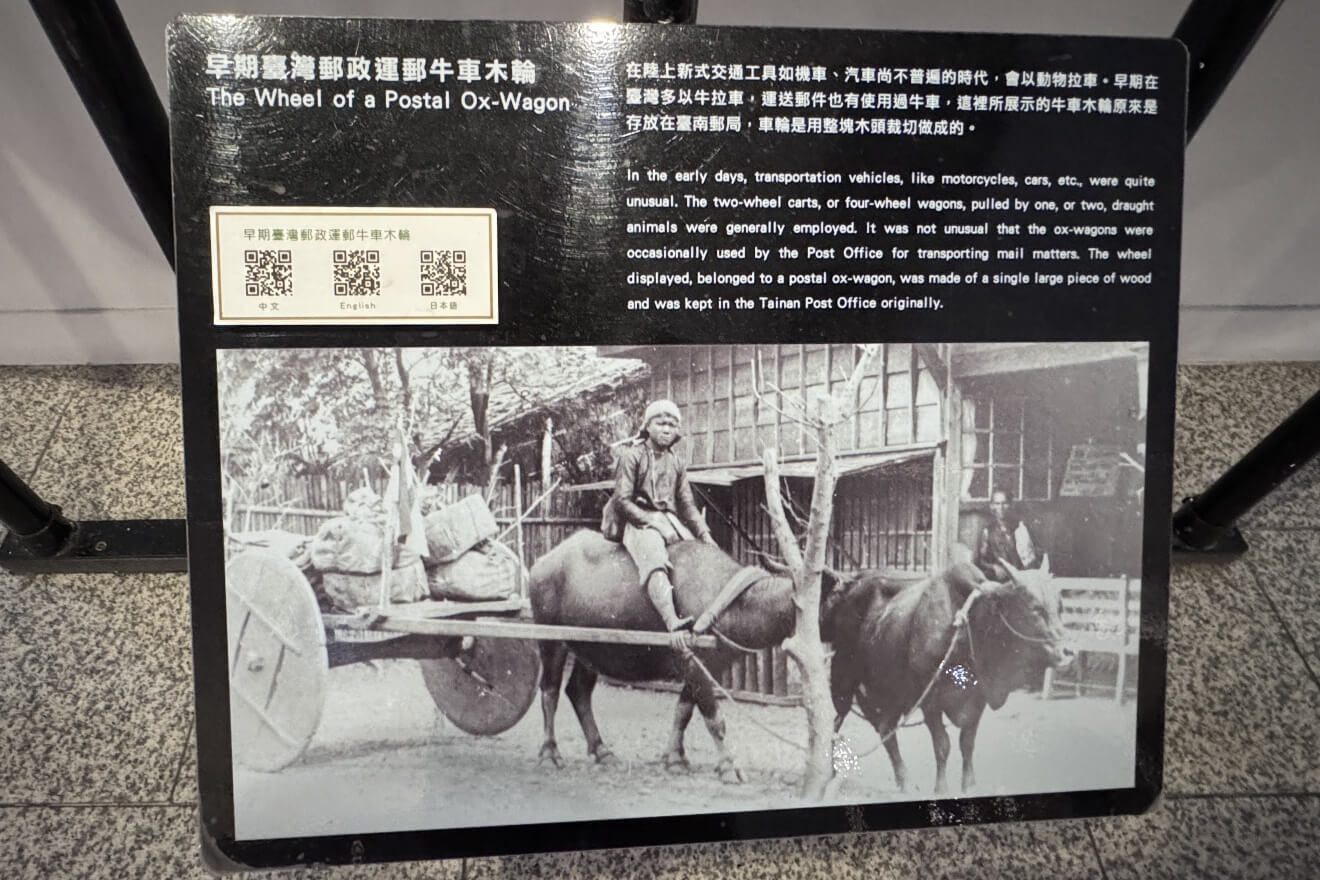 早期臺灣郵政運郵牛車木輪
The Wheel of a Postal Ox-Wagon
早期臺灣郵政運郵牛車木輪
中文 English 日本語
在陸上新式交通工具如機車、汽車尚不普遍的時代，會以動物拉車。早期在
臺灣多以牛拉車，運送郵件也有使用過牛車，這裡所展示的牛車木輪原來是
存放在臺南郵局，車輪是用整塊木頭裁切做成的。
In the early days, transportation vehicles, like motorcycles, cars, etc., were quite
unusual. The two-wheel carts, or four-wheel wagons, pulled by one, or two, draught
animals were generally employed. It was not unusual that the ox-wagons were
occasionally used by the Post Office for transporting mail matters. The wheel
displayed, belonged to a postal ox-wagon, was made of a single large piece of wood
and was kept in the Tainan Post Office originally.